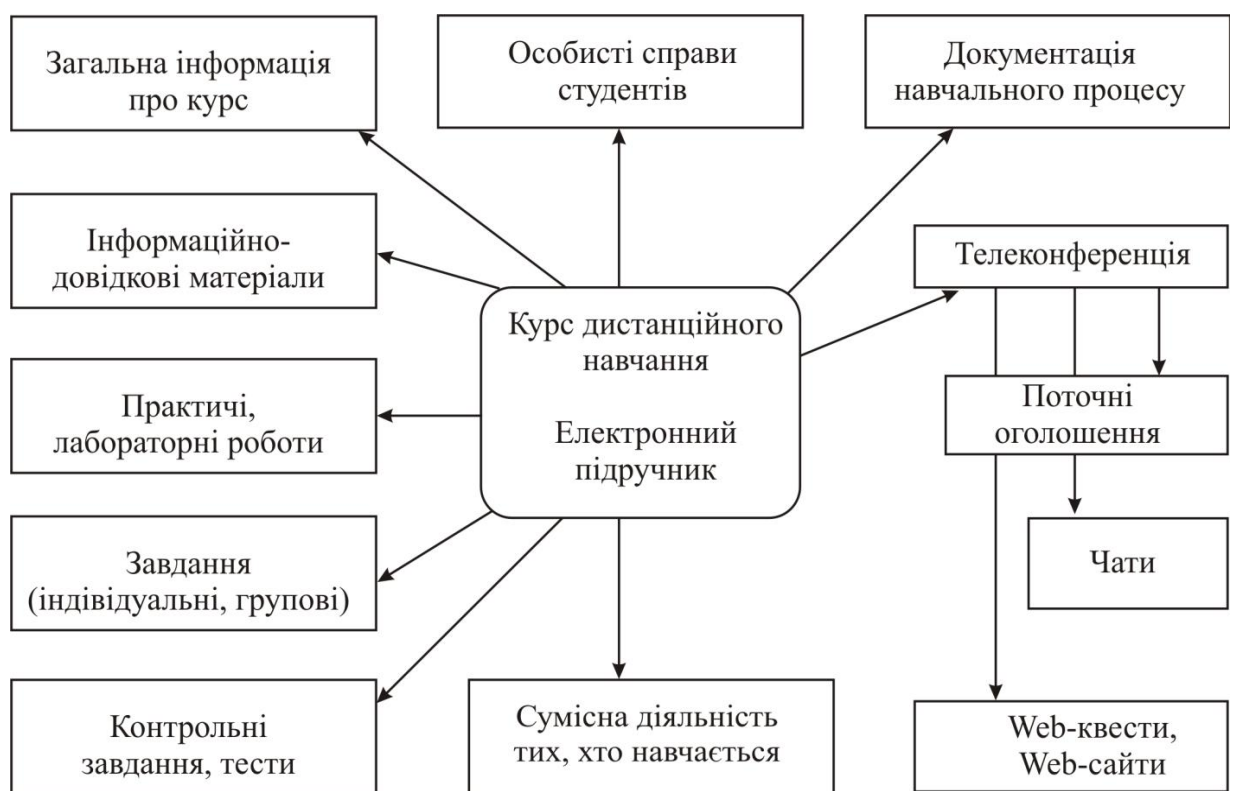 Загальна інформація
про курс
Особисті справи
студентів
Документація
навчального процесу
Інформаційно-
довідкові матеріали
Телеконференція
Курс дистанційного
навчання
Електронний
підручник
Практичі,
лабораторні роботи
Поточні
оголошення
Завдання
(індивідуальні, групові)
Чати
Контрольні
завдання, тести
Сумісна діяльність
тих, хто навчається
Web-квести,
Web-сайти